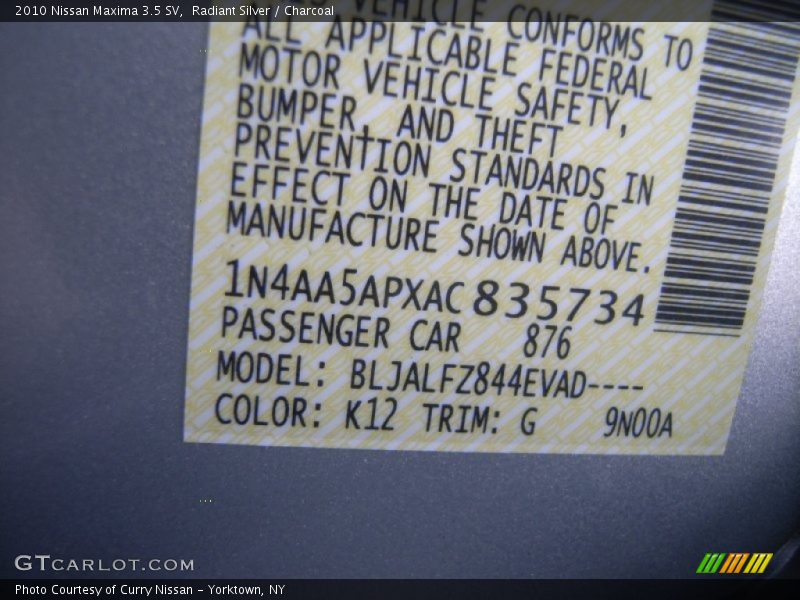 2010 Nissan Maxima 3.5 SV,  Radiant Silver / Charcoal
VEHICLE CONFORMS TO
ALL APPLICABLE FEDERAL
MOTOR VEHICLE SAFETY,
BUMPER, AND THEFT
PREVENTION STANDARDS IN
EFFECT ON THE DATE OF
MANUFACTURE SHOWN ABOVE.
1N4AA5APXAC835734
PASSENGER CAR 876
MODEL: BLJALFZ844EVAD----
COLOR: K12 TRIM: G 9N00A
GTCARLOT.COM
Photo Courtesy of Curry Nissan – Yorktown, NY